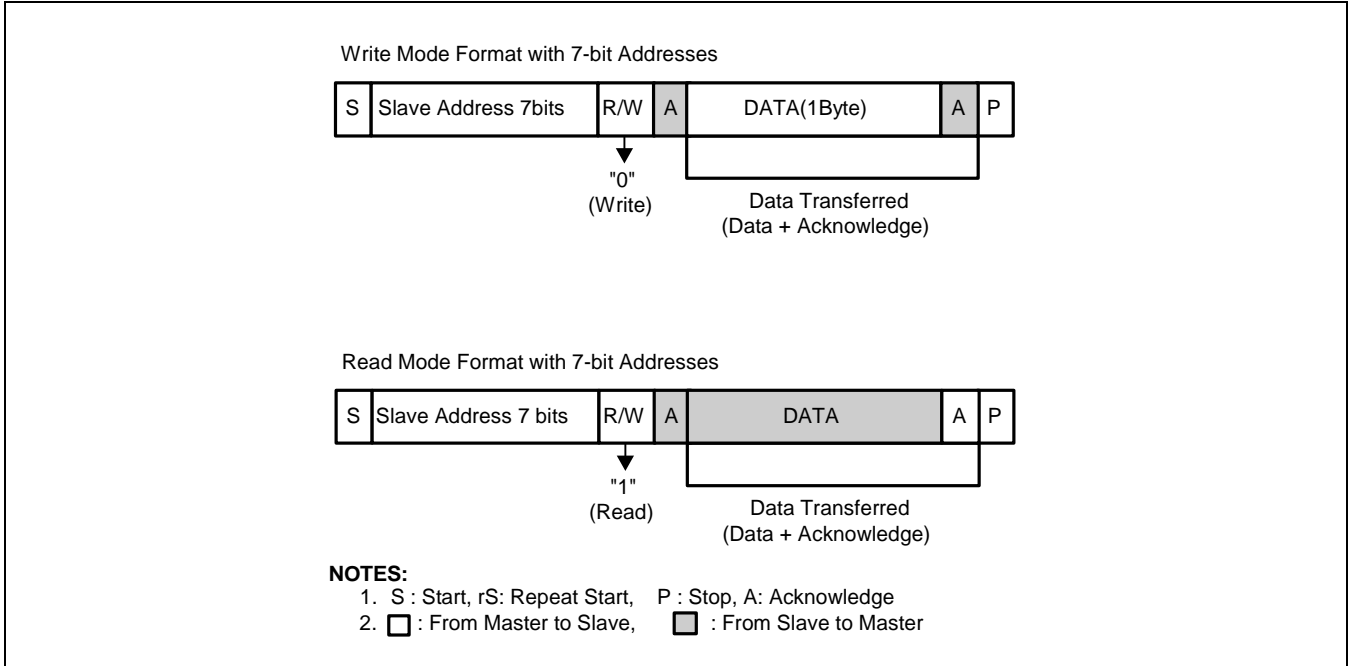 Write Mode Format with 7-bit Addresses
S Slave Address 7bits R/W A DATA(1Byte) A P
"0"
(Write)
Data Transferred
(Data + Acknowledge)
Read Mode Format with 7-bit Addresses
S Slave Address 7 bits R/W A DATA A P
"1"
(Read)
Data Transferred
(Data + Acknowledge)
NOTES:
1. S : Start, rS: Repeat Start, P : Stop, A: Acknowledge
2. : From Master to Slave, : From Slave to Master